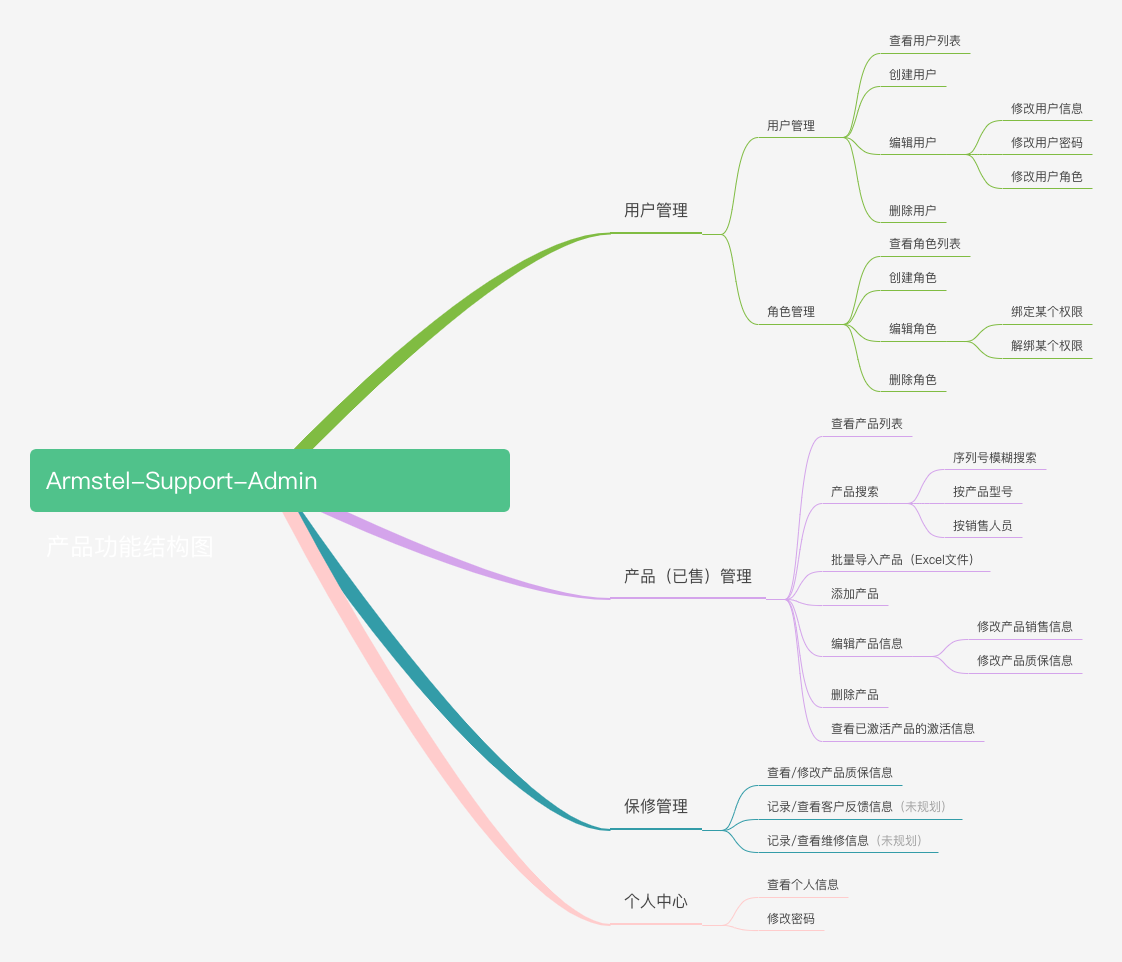 Armstel-Support-Admin
产品功能结构图
用户管理
用户管理
查看用户列表
创建用户
编辑用户
修改用户信息
修改用户密码
修改用户角色
删除用户
角色管理
查看角色列表
创建角色
编辑角色
绑定某个权限
解绑某个权限
删除角色
产品（已售）管理
查看产品列表
产品搜索
序列号模糊搜索
按产品型号
按销售人员
批量导入产品（Excel文件）
添加产品
编辑产品信息
修改产品销售信息
修改产品质保信息
删除产品
查看已激活产品的激活信息
保修管理
查看/修改产品质保信息
记录/查看客户反馈信息（未规划）
记录/查看维修信息（未规划）
个人中心
查看个人信息
修改密码